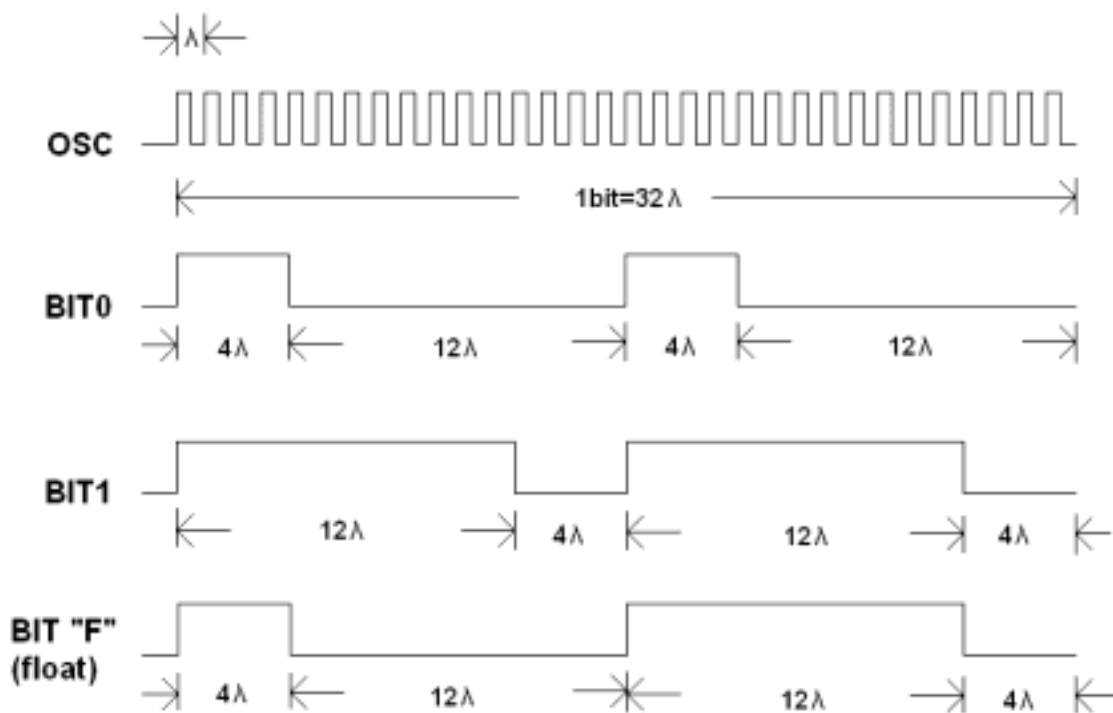 λ
OSC
1bit=32λ
BIT0
4λ 12λ 4λ 12λ
BIT1
12λ 4λ 12λ 4λ
BIT "F"
(float)
4λ 12λ 12λ 4λ